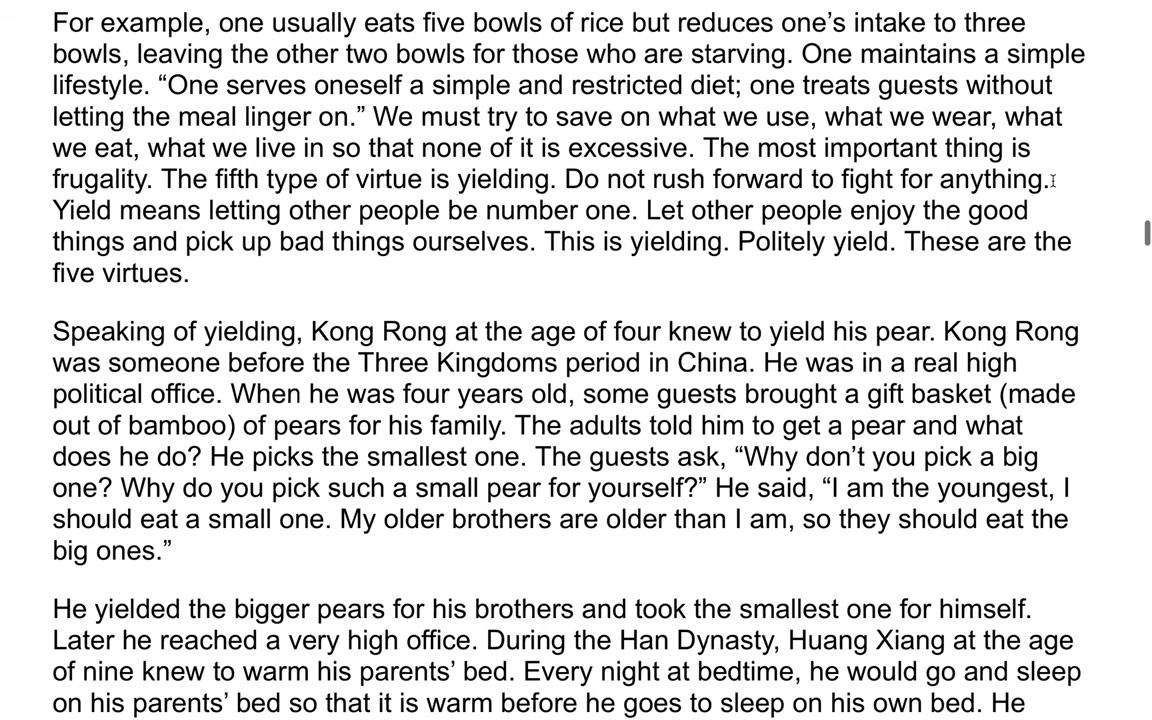 For example, one usually eats five bowls of rice but reduces one’s intake to three
bowls, leaving the other two bowls for those who are starving. One maintains a simple
lifestyle. “One serves oneself a simple and restricted diet; one treats guests without
letting the meal linger on.” We must try to save on what we use, what we wear, what
we eat, what we live in so that none of it is excessive. The most important thing is
frugality. The fifth type of virtue is yielding. Do not rush forward to fight for anything.
Yield means letting other people be number one. Let other people enjoy the good
things and pick up bad things ourselves. This is yielding. Politely yield. These are the
five virtues.
Speaking of yielding, Kong Rong at the age of four knew to yield his pear. Kong Rong
was someone before the Three Kingdoms period in China. He was in a real high
political office. When he was four years old, some guests brought a gift basket (made
out of bamboo) of pears for his family. The adults told him to get a pear and what
does he do? He picks the smallest one. The guests ask, “Why don’t you pick a big
one? Why do you pick such a small pear for yourself?” He said, “I am the youngest, I
should eat a small one. My older brothers are older than I am, so they should eat the
big ones.”
He yielded the bigger pears for his brothers and took the smallest one for himself.
Later he reached a very high office. During the Han Dynasty, Huang Xiang at the age
of nine knew to warm his parents’ bed. Every night at bedtime, he would go and sleep
on his parents’ bed so that it is warm before he goes to sleep on his own bed. He